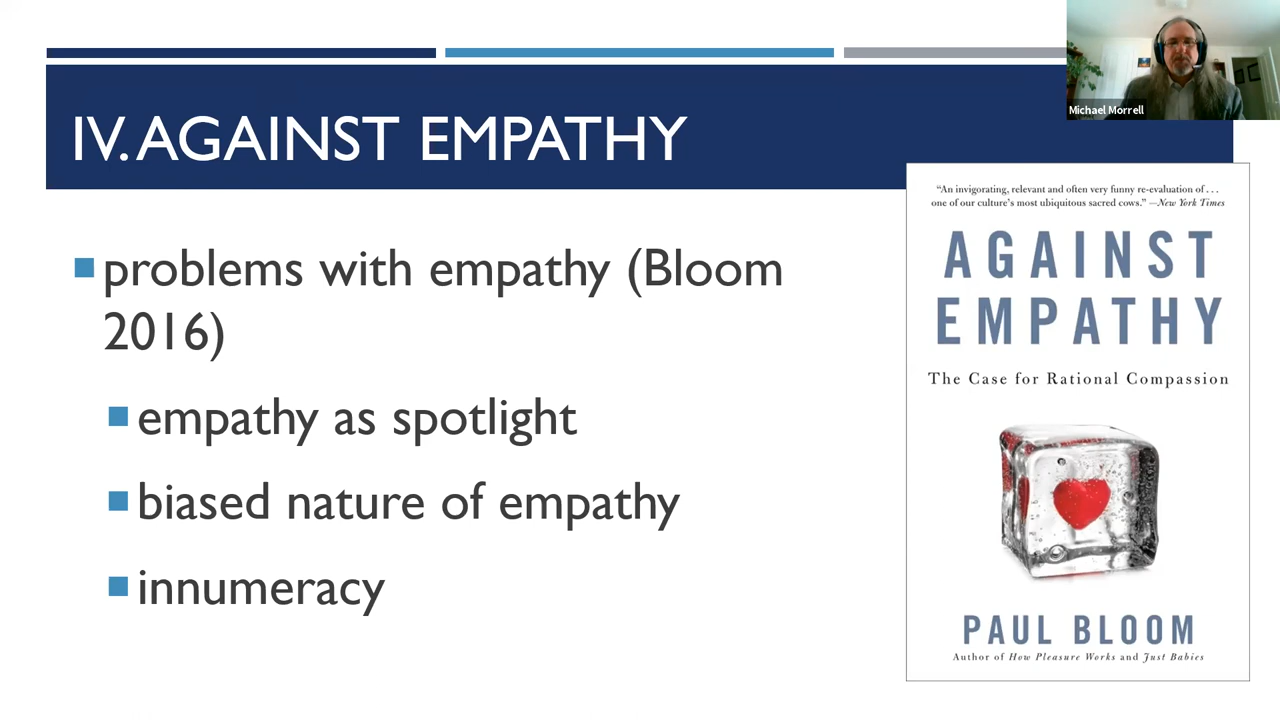 Michael Morrell
IV. AGAINST EMPATHY
problems with empathy (Bloom
2016)
empathy as spotlight
biased nature of empathy
innumeracy
“An invigorating, relevant and often very funny re-evaluation of . . .
one of our culture’s most ubiquitous sacred cows.” —New York Times
AGAINST
EMPATHY
The Case for Rational Compassion
PAUL BLOOM
Author of How Pleasure Works and Just Babies